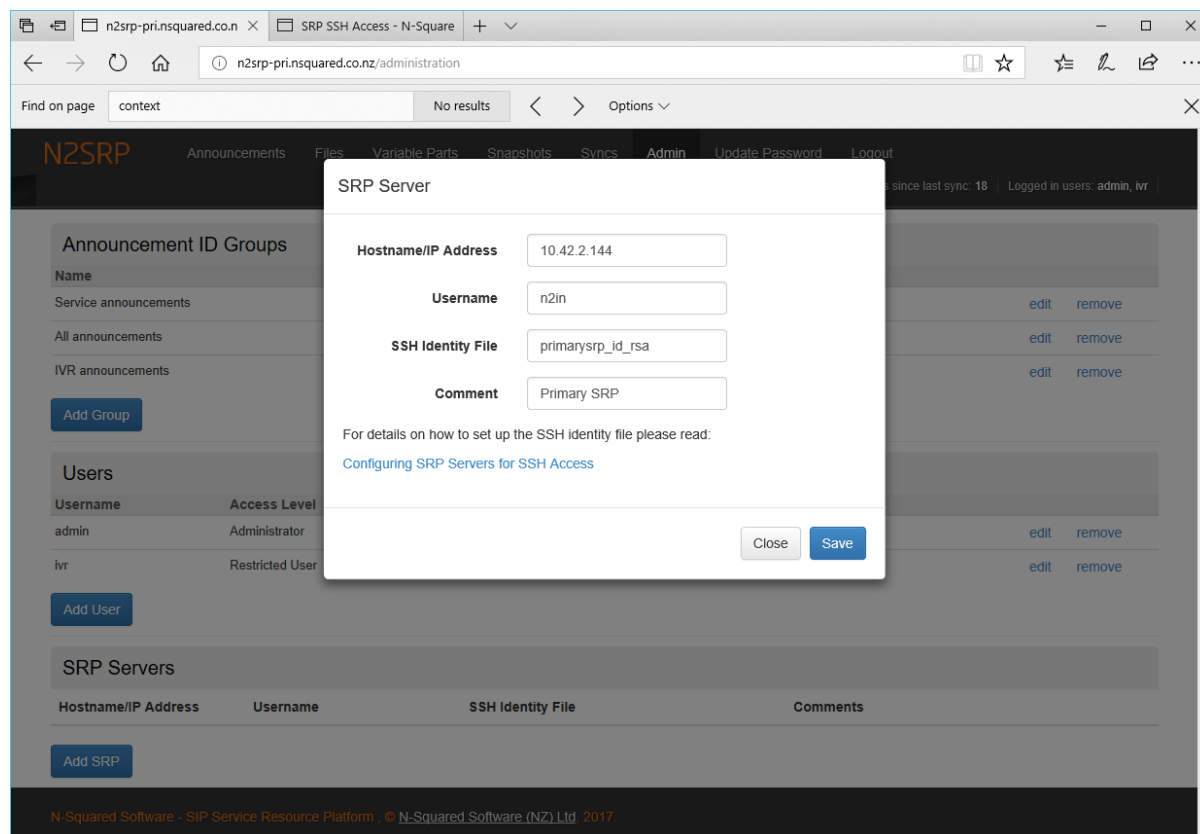 n2srp-pri.nsquared.co.n
SRP SSH Access - N-Square
n2srp-pri.nsquared.co.nz/administration
Find on page context No results Options
N2SRP Announcements Files Variable Parts Snapshots Syncs Admin Update Password Logout
since last sync: 18 Logged in users: admin, ivr
SRP Server
Hostname/IP Address 10.42.2.144
Username n2in
SSH Identity File primarysrp_id_rsa
Comment Primary SRP
For details on how to set up the SSH identity file please read:
Configuring SRP Servers for SSH Access
Close Save
Announcement ID Groups
Name
Service announcements edit remove
All announcements edit remove
IVR announcements edit remove
Add Group
Users
Username Access Level
admin Administrator edit remove
ivr Restricted User edit remove
Add User
SRP Servers
Hostname/IP Address Username SSH Identity File Comments
Add SRP
N-Squared Software - SIP Service Resource Platform , © N-Squared Software (NZ) Ltd, 2017.